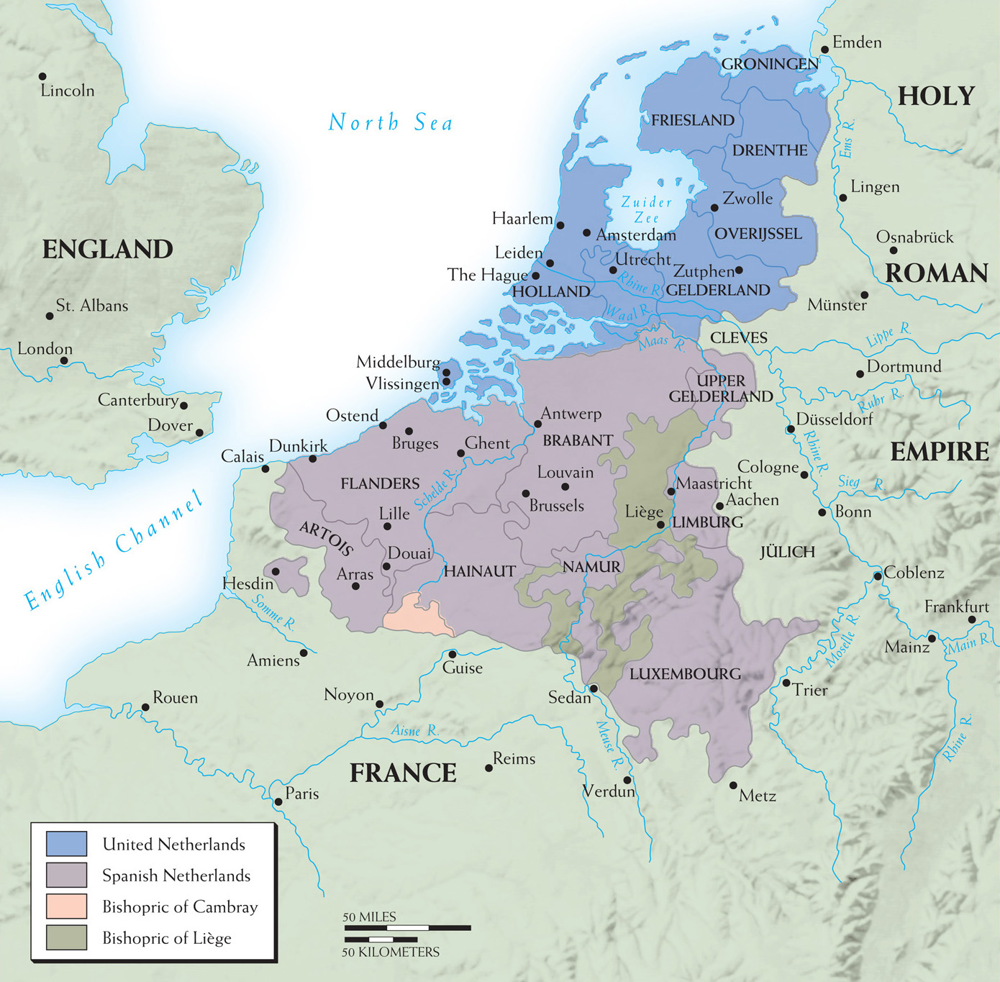 Emden
GRONINGEN
Lincoln
HOLY
North Sea
FRIESLAND
Ems R.
DRENTHE
Lingen
Zwolle
Zuider
Zee
Haarlem
Amsterdam
OVERIJSSEL
Osnabrück
ENGLAND
Leiden
Utrecht
The Hague
Zutphen
ROMAN
Rhine R.
HOLLAND
GELDERLAND
St. Albans
Münster
Waal R.
CLEVES
Lippe R.
London
Maas R.
Middelburg
Vlissingen
Dortmund
UPPER
GELDERLAND
Canterbury
Ruhr R.
Dover
Ostend
Antwerp
Düsseldorf
Bruges
BRABANT
Ghent
Dunkirk
Calais
EMPIRE
Rhine R.
Cologne
Louvain
FLANDERS
Schelde R.
Maastricht
Sieg R.
Aachen
Brussels
Liège
LIMBURG
Bonn
Lille
English Channel
ARTOIS
Douai
JÜLICH
HAINAUT
NAMUR
Arras
Coblenz
Hesdin
Somme R.
Frankfurt
Moselle R.
Mainz
Main R.
Amiens
Guise
LUXEMBOURG
Trier
Noyon
Sedan
Rouen
Aisne R.
Meuse R.
Rhine R.
FRANCE
Reims
Verdun
Metz
Paris
United Netherlands
Spanish Netherlands
Bishopric of Cambray
Bishopric of Liège
50 MILES
50 KILOMETERS